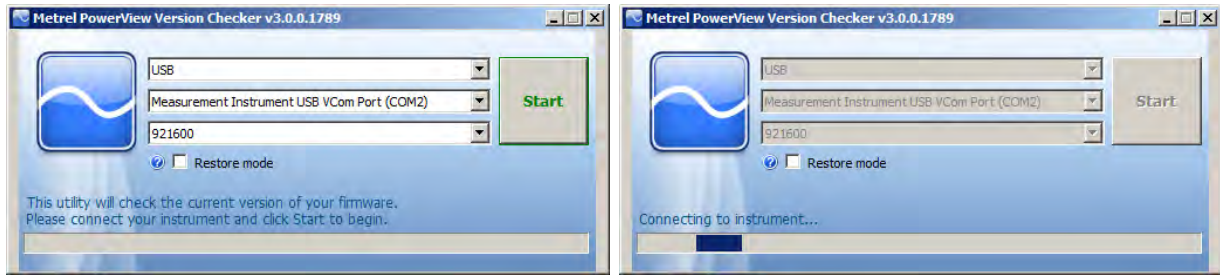 Metrel PowerView Version Checker v3.0.0.1789
USB
Measurement Instrument USB VCom Port (COM2)
Start
921600
Restore mode
This utility will check the current version of your firmware.
Please connect your instrument and click Start to begin.
Metrel PowerView Version Checker v3.0.0.1789
USB
Measurement Instrument USB VCom Port (COM2)
Start
921600
Restore mode
Connecting to instrument...